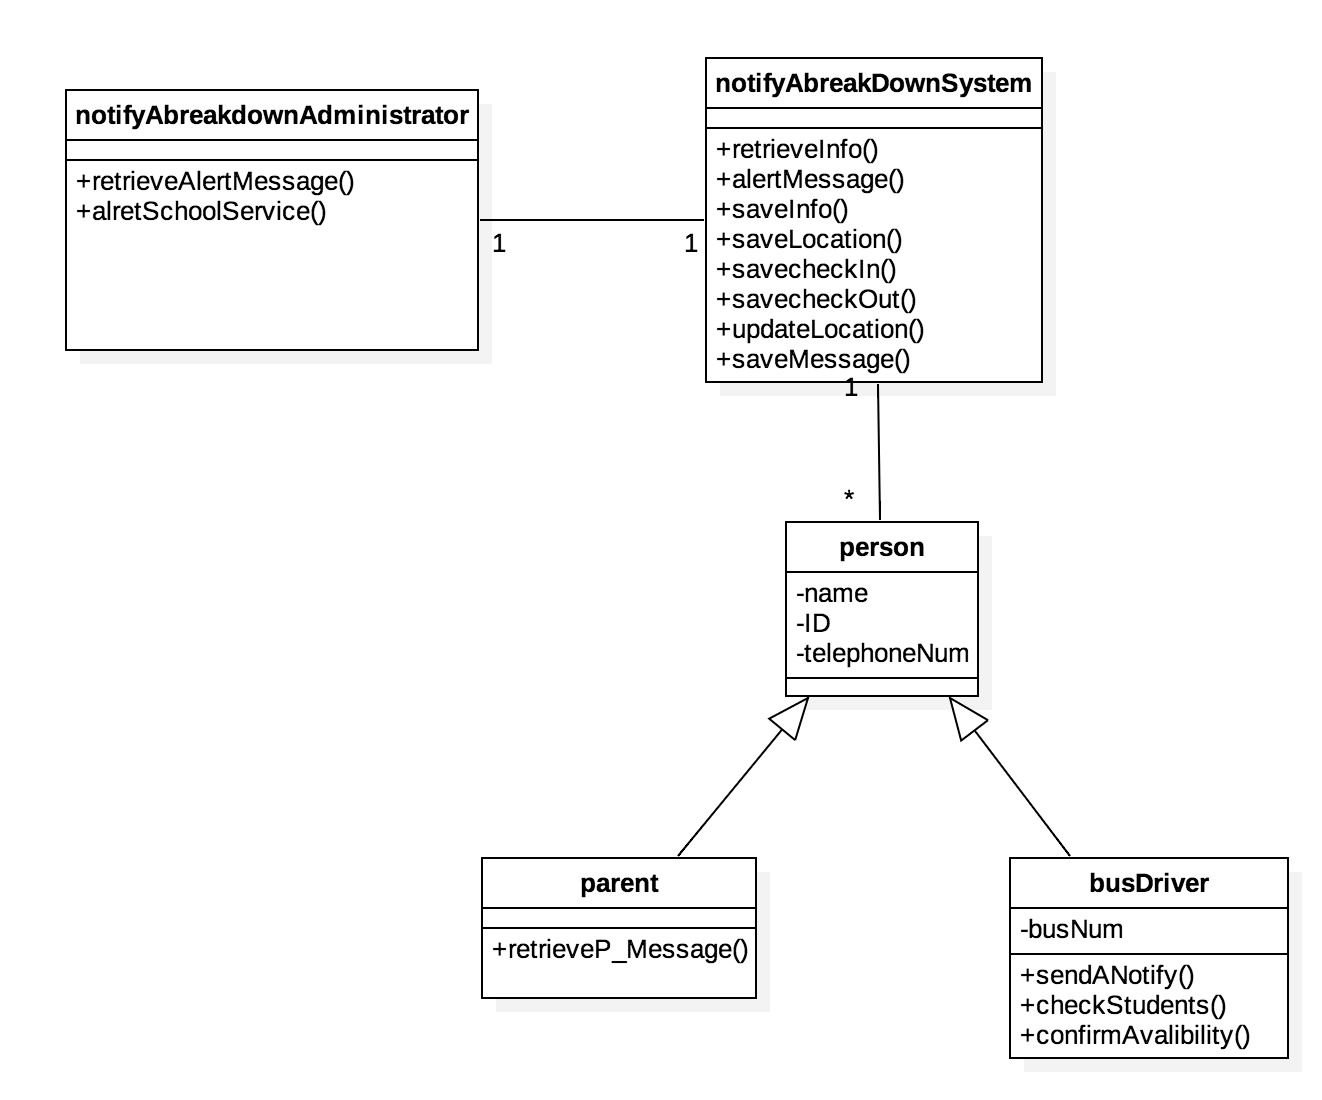 notifyAbreakdownAdministrator
+retrieveAlertMessage()
+alretSchoolService()
1
1
notifyAbreakDownSystem
+retrieveInfo()
+alertMessage()
+saveInfo()
+saveLocation()
+savecheckIn()
+savecheckOut()
+updateLocation()
+saveMessage()
1
*
person
-name
-ID
-telephoneNum
parent
+retrieveP_Message()
busDriver
-busNum
+sendANotify()
+checkStudents()
+confirmAvalibility()